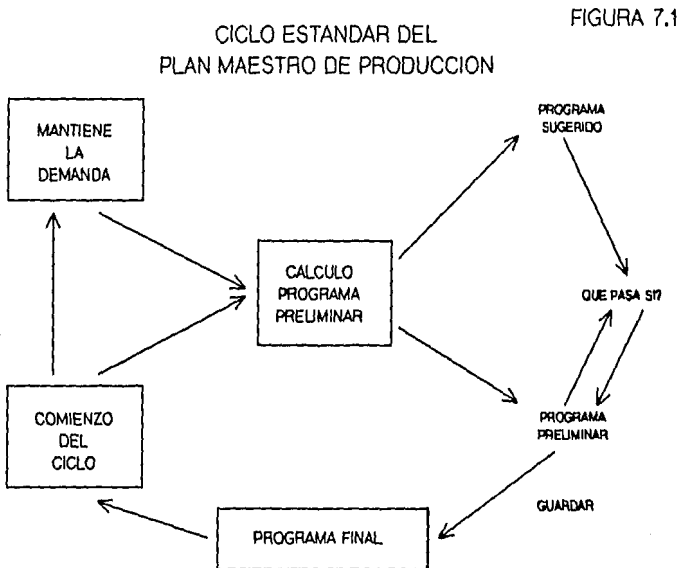 FIGURA 7.1
CICLO ESTANDAR DEL
PLAN MAESTRO DE PRODUCCION
MANTIENE
LA
DEMANDA
PROGRAMA
SUGERIDO
CALCULO
PROGRAMA
PRELIMINAR
QUE PASA SI?
COMIENZO
DEL
CICLO
PROGRAMA
PRELIMINAR
GUARDAR
PROGRAMA FINAL